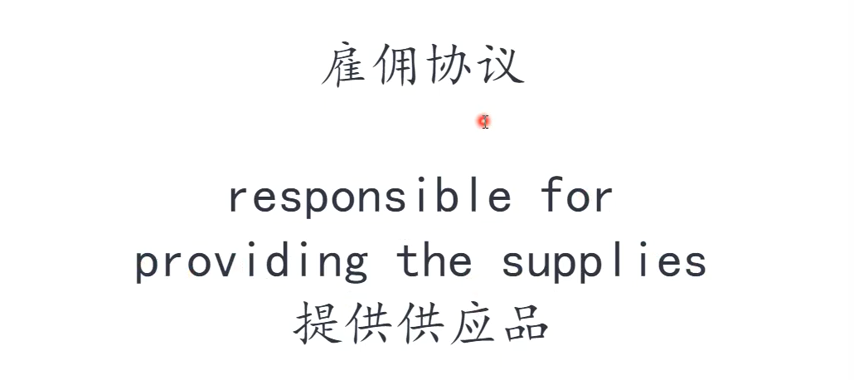 雇佣协议
responsible for
providing the supplies
提供供应品